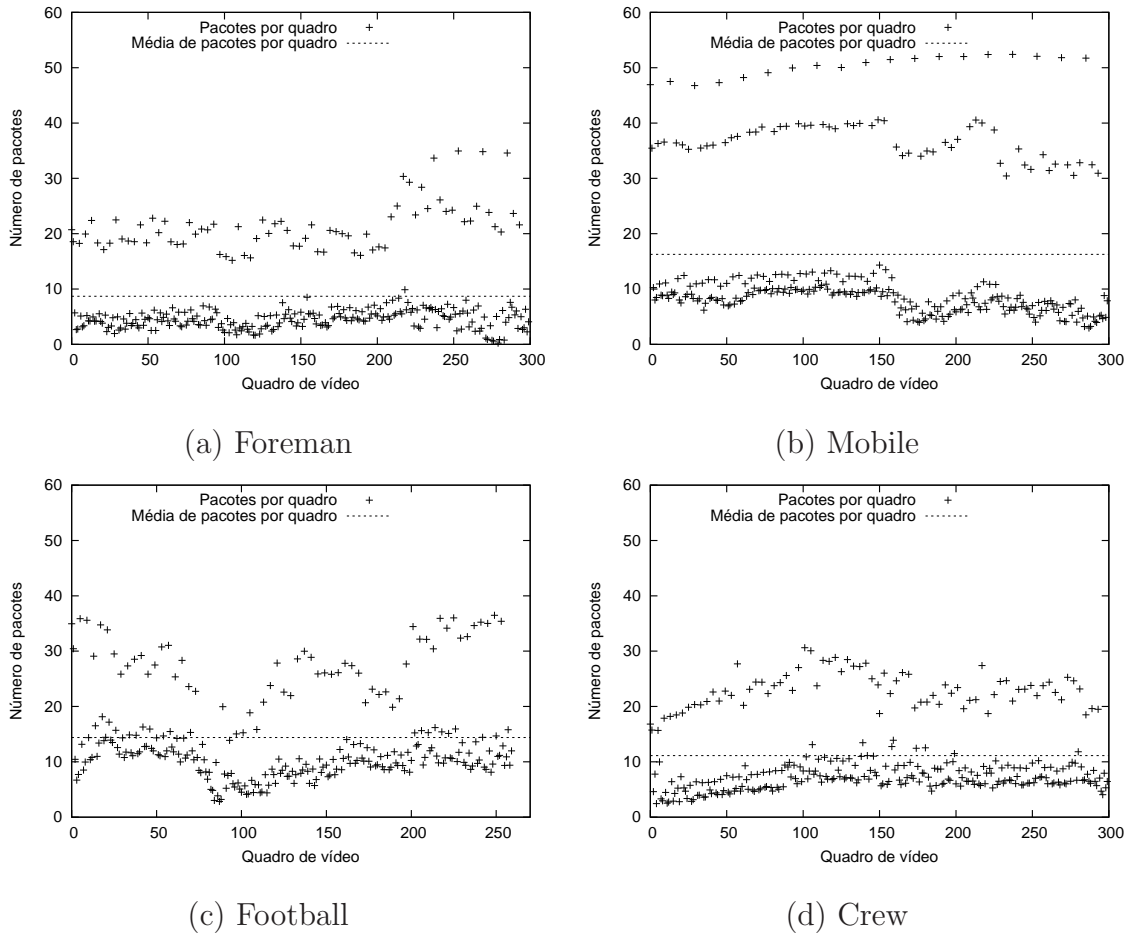 60
50
40
30
20
10
0
Número de pacotes
Pacotes por quadro
Média de pacotes por quadro
0 50 100 150 200 250 300
Quadro de vídeo
(a) Foreman
60
50
40
30
20
10
0
Número de pacotes
Pacotes por quadro
Média de pacotes por quadro
0 50 100 150 200 250 300
Quadro de vídeo
(b) Mobile
60
50
40
30
20
10
0
Número de pacotes
Pacotes por quadro
Média de pacotes por quadro
0 50 100 150 200 250
Quadro de vídeo
(c) Football
60
50
40
30
20
10
0
Número de pacotes
Pacotes por quadro
Média de pacotes por quadro
0 50 100 150 200 250 300
Quadro de vídeo
(d) Crew